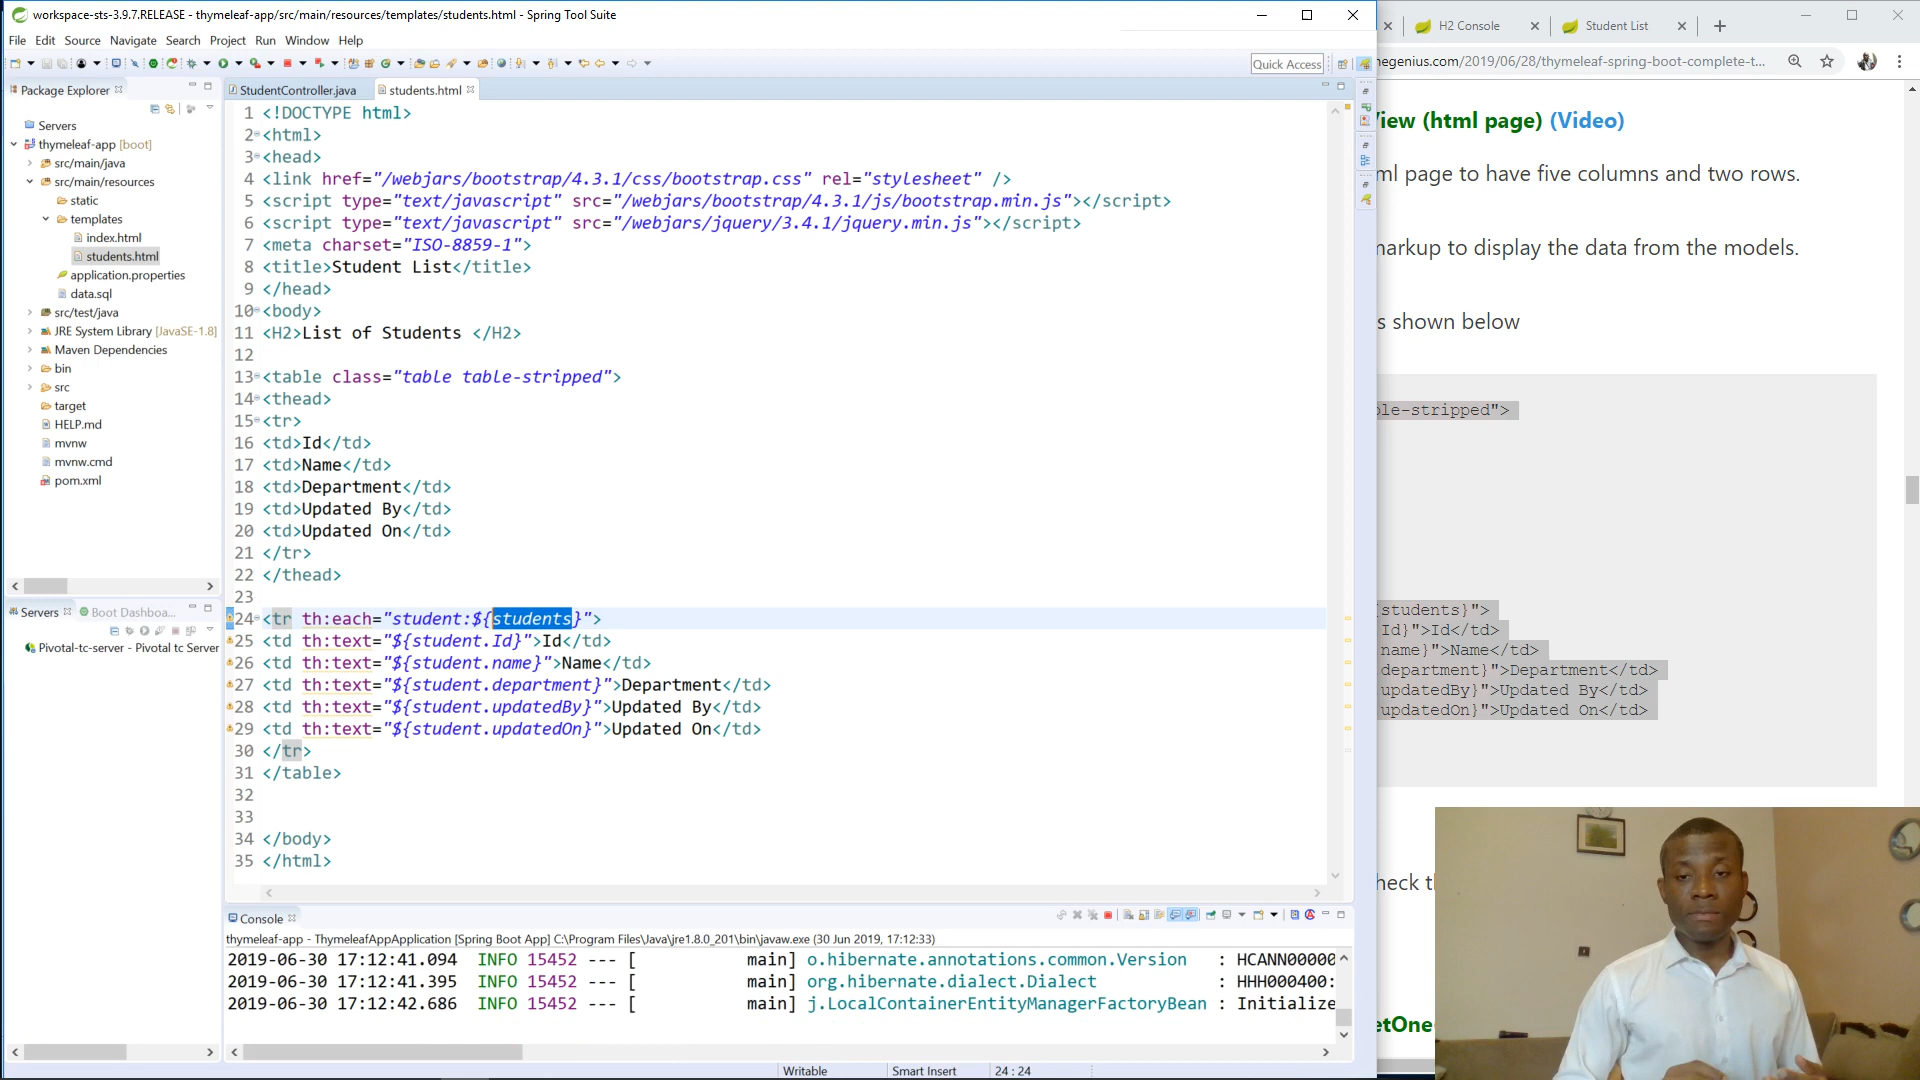 workspace-sts-3.9.7.RELEASE - thymeleaf-app/src/main/resources/templates/students.html - Spring Tool Suite
File Edit Source Navigate Search Project Run Window Help
Quick Access
Package Explorer
Servers
thymeleaf-app [boot]
src/main/java
src/main/resources
static
templates
index.html
students.html
application.properties
data.sql
src/test/java
JRE System Library [JavaSE-1.8]
Maven Dependencies
bin
src
target
HELP.md
mvnw
mvnw.cmd
pom.xml
Servers Boot Dashboa...
Pivotal-tc-server - Pivotal tc Server
StudentController.java students.html
1 <!DOCTYPE html>
2 <html>
3 <head>
4 <link href="/webjars/bootstrap/4.3.1/css/bootstrap.css" rel="stylesheet" />
5 <script type="text/javascript" src="/webjars/bootstrap/4.3.1/js/bootstrap.min.js"></script>
6 <script type="text/javascript" src="/webjars/jquery/3.4.1/jquery.min.js"></script>
7 <meta charset="ISO-8859-1">
8 <title>Student List</title>
9 </head>
10 <body>
11 <H2>List of Students </H2>
12
13 <table class="table table-stripped">
14 <thead>
15 <tr>
16 <td>Id</td>
17 <td>Name</td>
18 <td>Department</td>
19 <td>Updated By</td>
20 <td>Updated On</td>
21 </tr>
22 </thead>
23
24 <tr th:each="student:${students}">
25 <td th:text="${student.Id}">Id</td>
26 <td th:text="${student.name}">Name</td>
27 <td th:text="${student.department}">Department</td>
28 <td th:text="${student.updatedBy}">Updated By</td>
29 <td th:text="${student.updatedOn}">Updated On</td>
30 </tr>
31 </table>
32
33
34 </body>
35 </html>
Console
thymeleaf-app - ThymeleafAppApplication [Spring Boot App] C:\Program Files\Java\jre1.8.0_201\bin\javaw.exe (30 Jun 2019, 17:12:33)
2019-06-30 17:12:41.094 INFO 15452 --- [ main] o.hibernate.annotations.common.Version : HCANN00000
2019-06-30 17:12:41.395 INFO 15452 --- [ main] org.hibernate.dialect.Dialect : HHH000400:
2019-06-30 17:12:42.686 INFO 15452 --- [ main] j.LocalContainerEntityManagerFactoryBean : Initialize
Writable Smart Insert 24 : 24
H2 Console Student List
negenius.com/2019/06/28/thymeleaf-spring-boot-complete-t...
View (html page) (Video)
ml page to have five columns and two rows.
markup to display the data from the models.
s shown below
ble-stripped">
{students}">
Id}">Id</td>
name}">Name</td>
department}">Department</td>
updatedBy}">Updated By</td>
updatedOn}">Updated On</td>
heck th
etOne